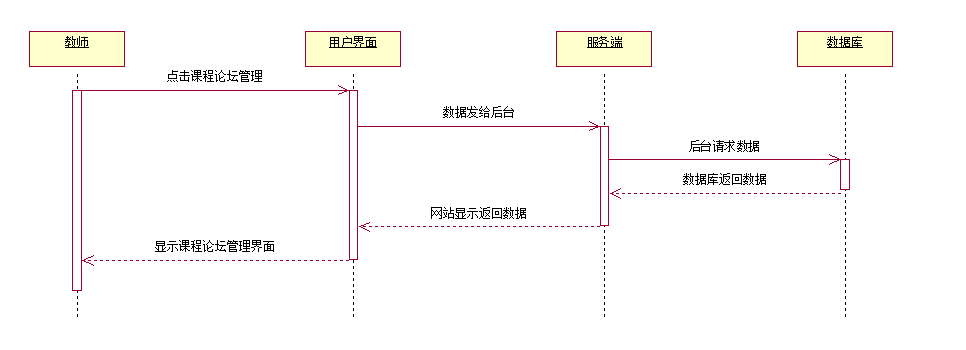 教师
用户界面
服务端
数据库
点击课程论坛管理
数据发给后台
后台请求数据
数据库返回数据
网站显示返回数据
显示课程论坛管理界面